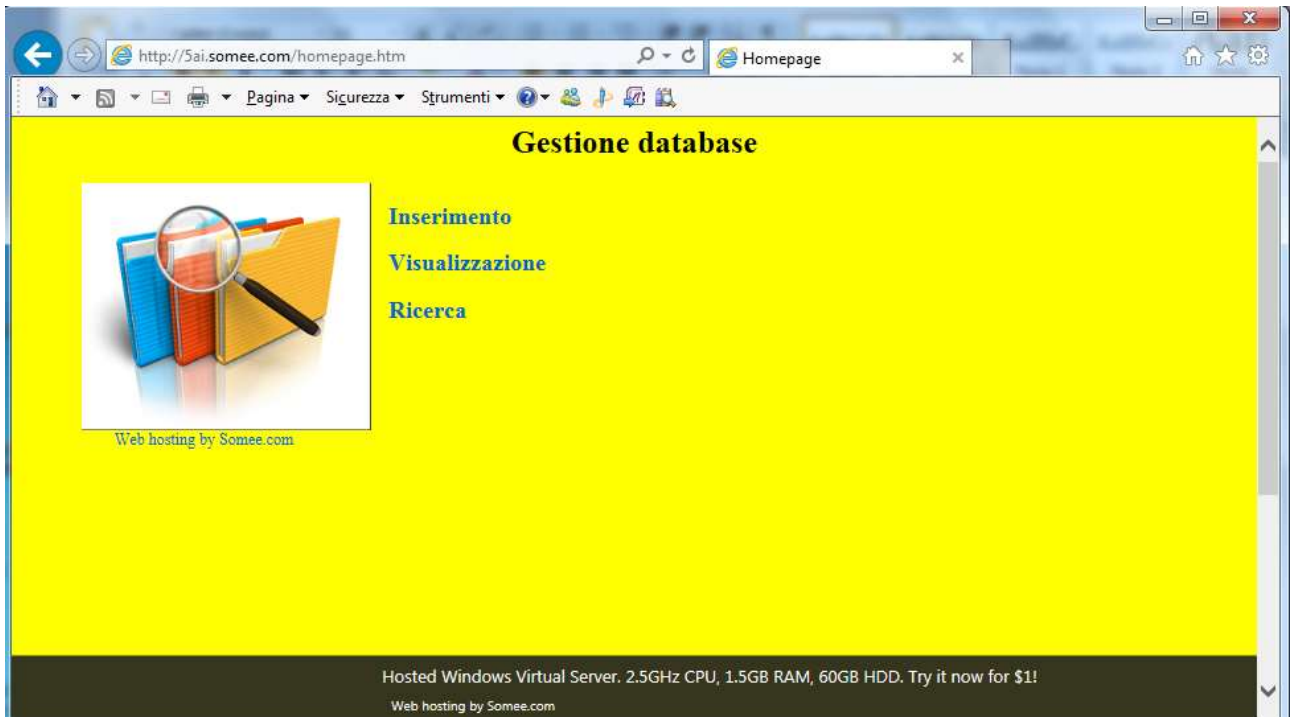 http://5ai.somee.com/homepage.htm
Homepage
Pagina Sicurezza Strumenti
Gestione database
Inserimento
Visualizzazione
Ricerca
Web hosting by Somee.com
Hosted Windows Virtual Server. 2.5GHz CPU, 1.5GB RAM, 60GB HDD. Try it now for $1!
Web hosting by Somee.com